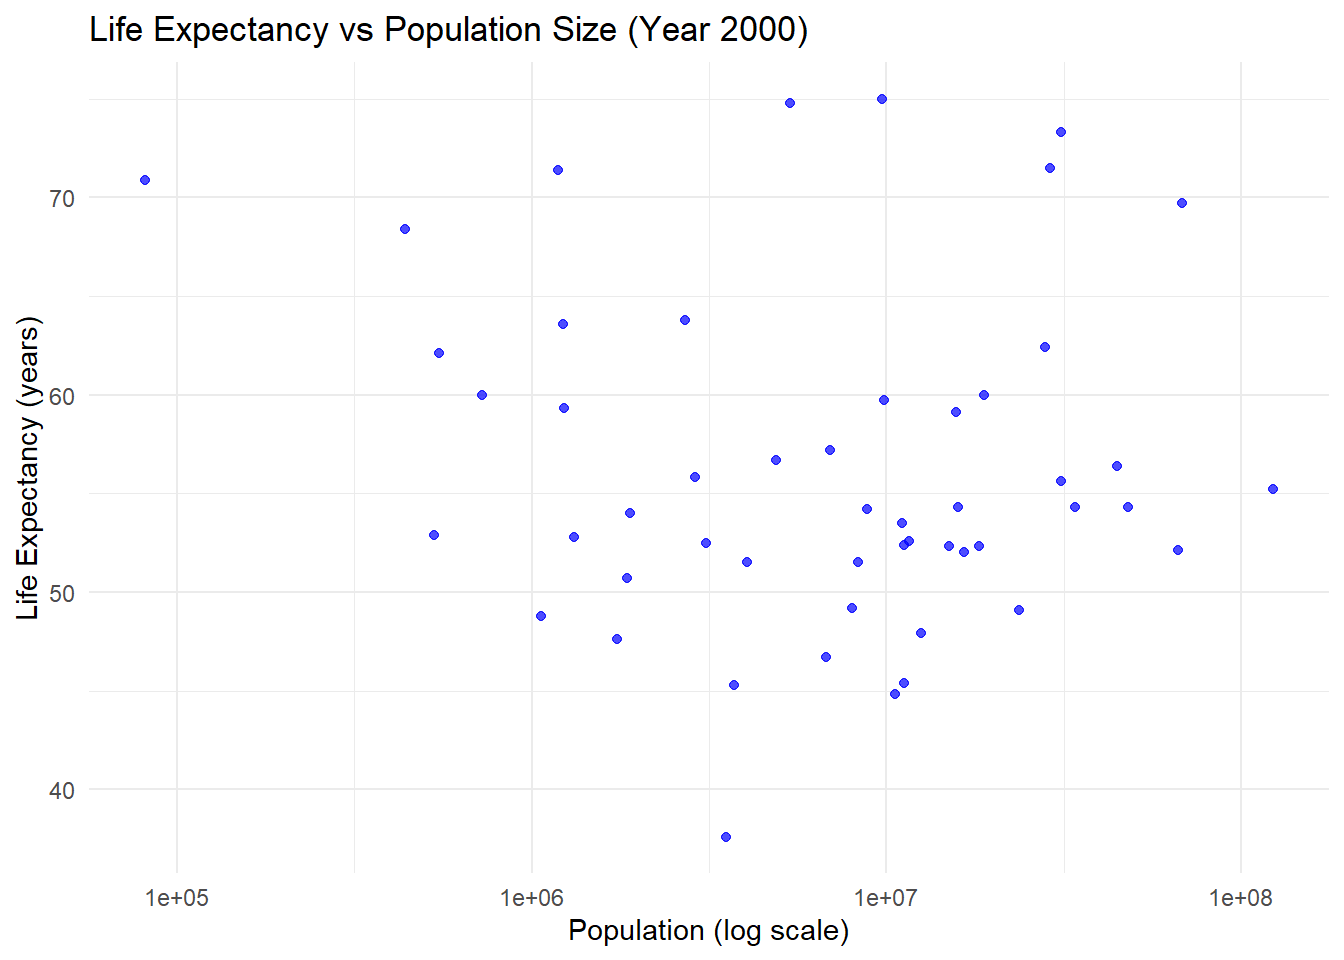 Life Expectancy vs Population Size (Year 2000)
Life Expectancy (years)
70
60
50
40
1e+05 1e+06 1e+07 1e+08
Population (log scale)